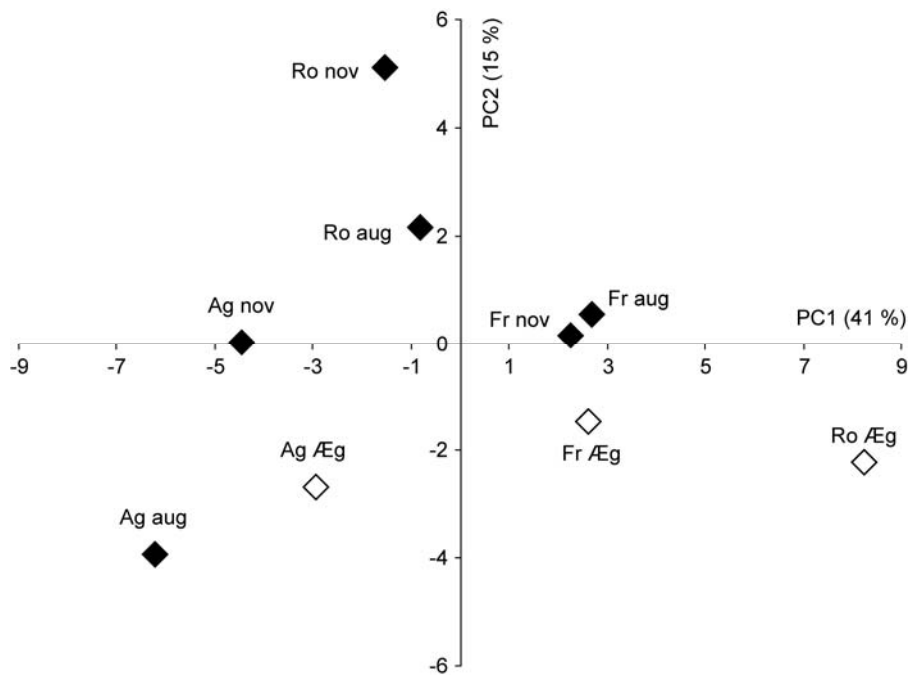 6
PC2 (15 %)
Ro nov
4
Ro aug
2
Ag nov
Fr aug
Fr nov
PC1 (41 %)
0
-9
-7
-5
-3
-1
1
3
5
7
9
Ag Æg
-2
Fr Æg
Ro Æg
Ag aug
-4
-6